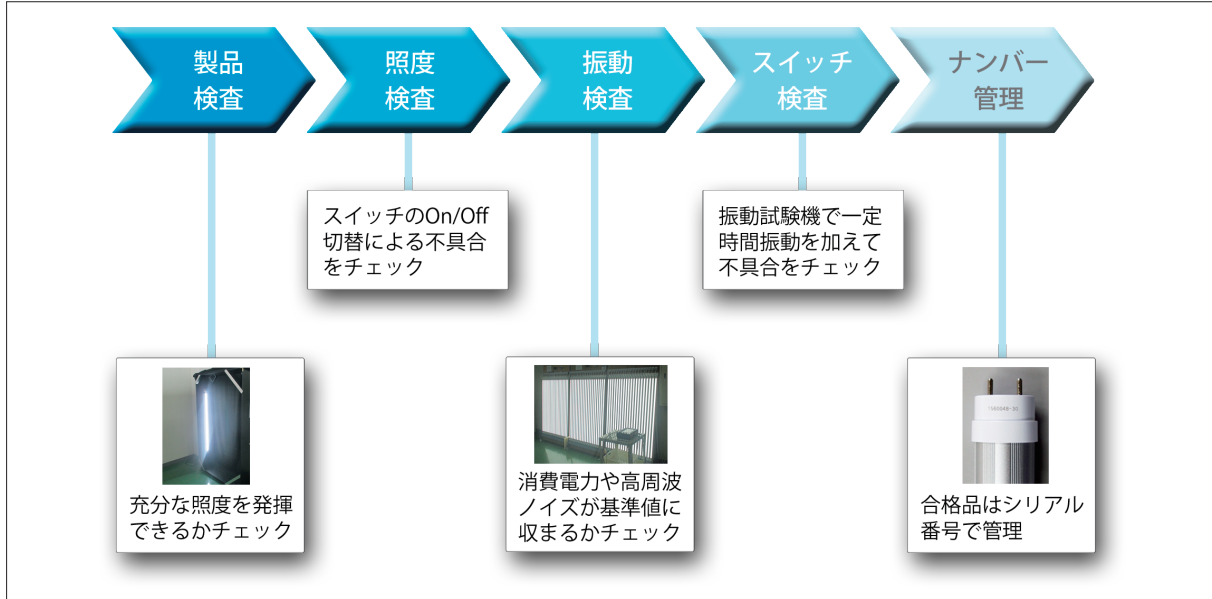 製品
検査
照度
検査
振動
検査
スイッチ
検査
ナンバー
管理
スイッチのOn/Off
切替による不具合
をチェック
振動試験機で一定
時間振動を加えて
不具合をチェック
充分な照度を発揮
できるかチェック
消費電力や高周波
ノイズが基準値に
収まるかチェック
合格品はシリアル
番号で管理